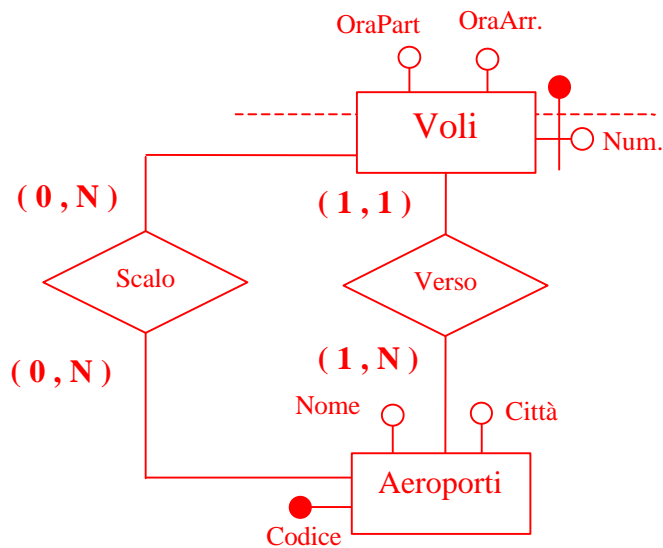 OraPart
OraArr.
Voli
Num.
( 0 , N )
( 1 , 1 )
Scalo
Verso
( 0 , N )
( 1 , N )
Nome
Città
Aeroporti
Codice